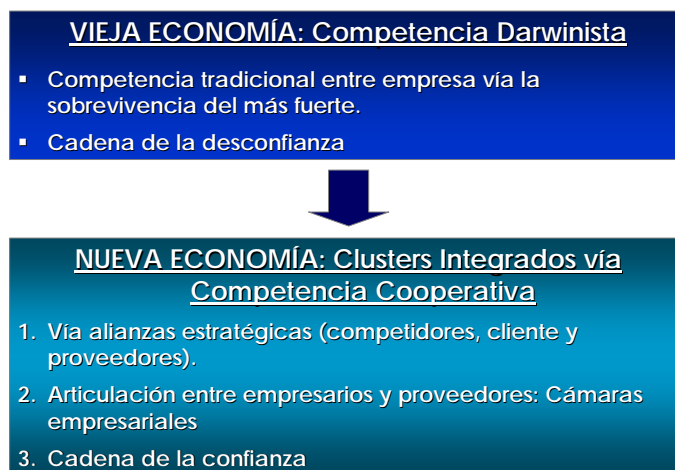 VIEJA ECONOMÍA: Competencia Darwinista
▪ Competencia tradicional entre empresa vía la
sobrevivencia del más fuerte.
▪ Cadena de la desconfianza
NUEVA ECONOMÍA: Clusters Integrados vía
Competencia Cooperativa
1. Vía alianzas estratégicas (competidores, cliente y
proveedores).
2. Articulación entre empresarios y proveedores: Cámaras
empresariales
3. Cadena de la confianza